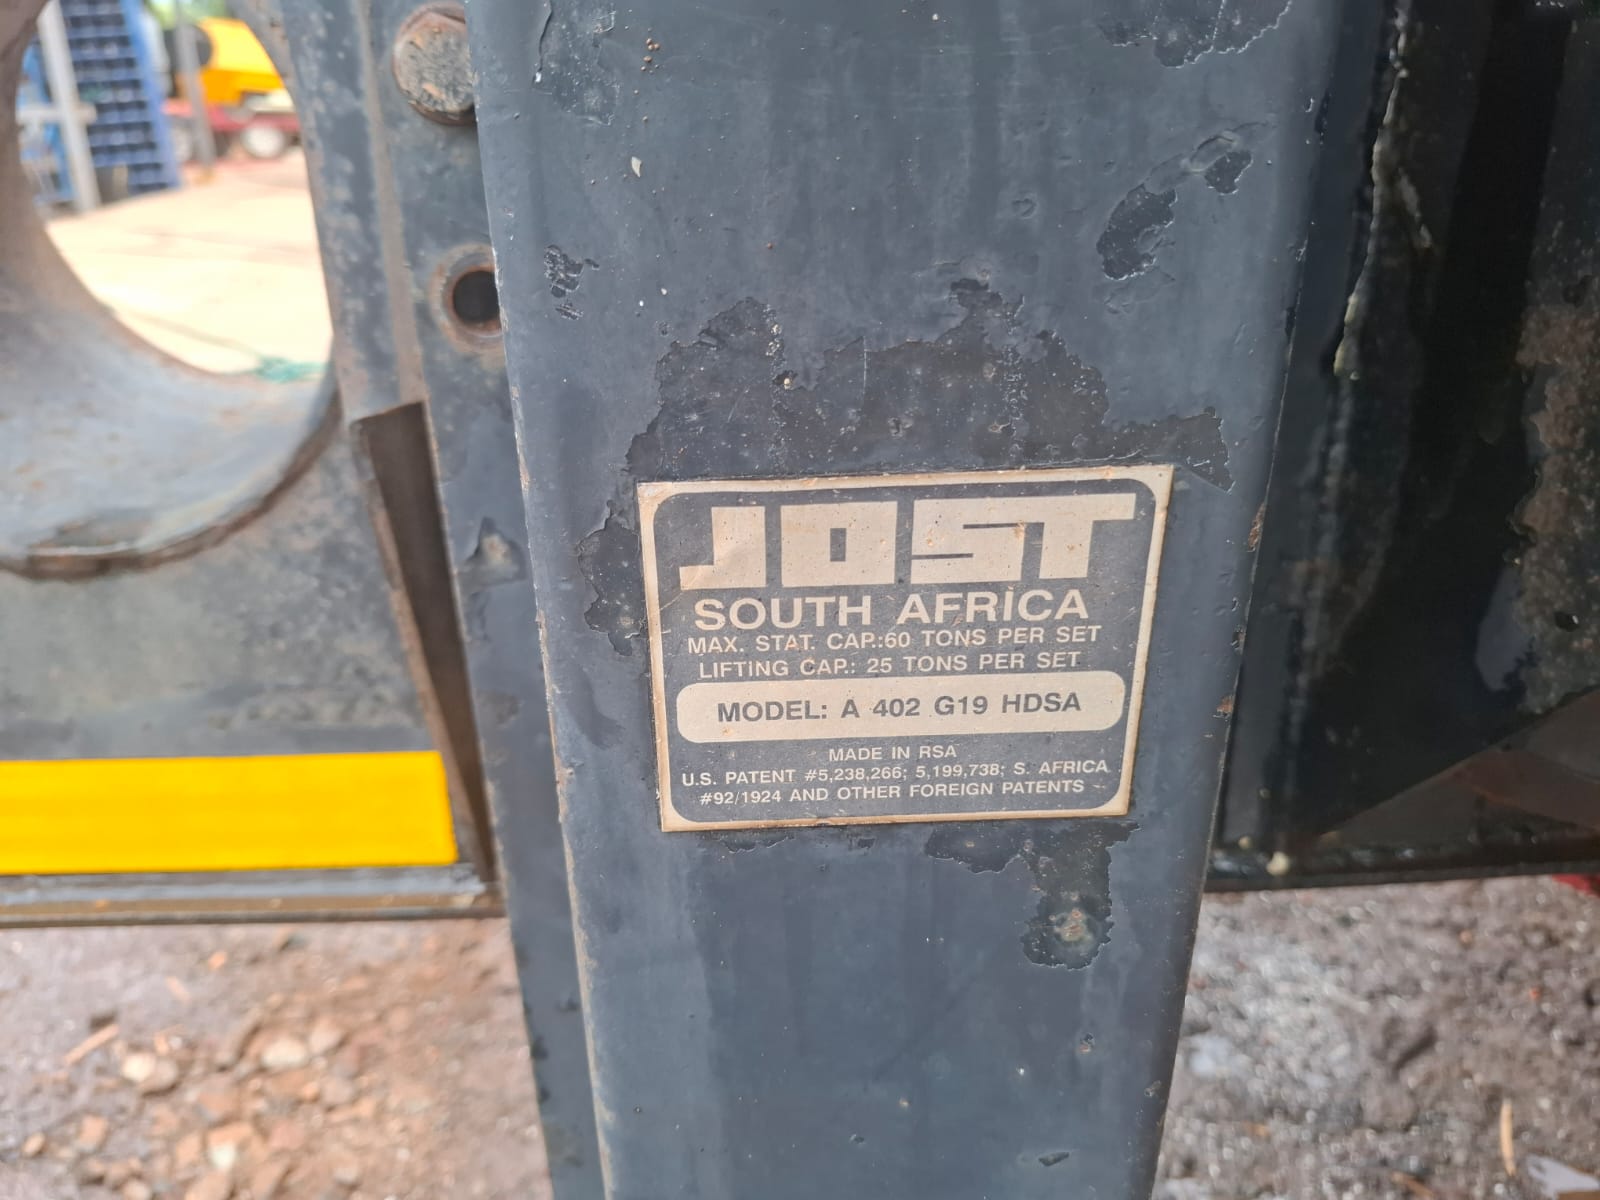 JOST
SOUTH AFRICA
MAX. STAT. CAP.:60 TONS PER SET
LIFTING CAP.: 25 TONS PER SET
MODEL: A 402 G19 HDSA
MADE IN RSA
U.S. PATENT #5,238,266; 5,199,738; S. AFRICA
#92/1924 AND OTHER FOREIGN PATENTS